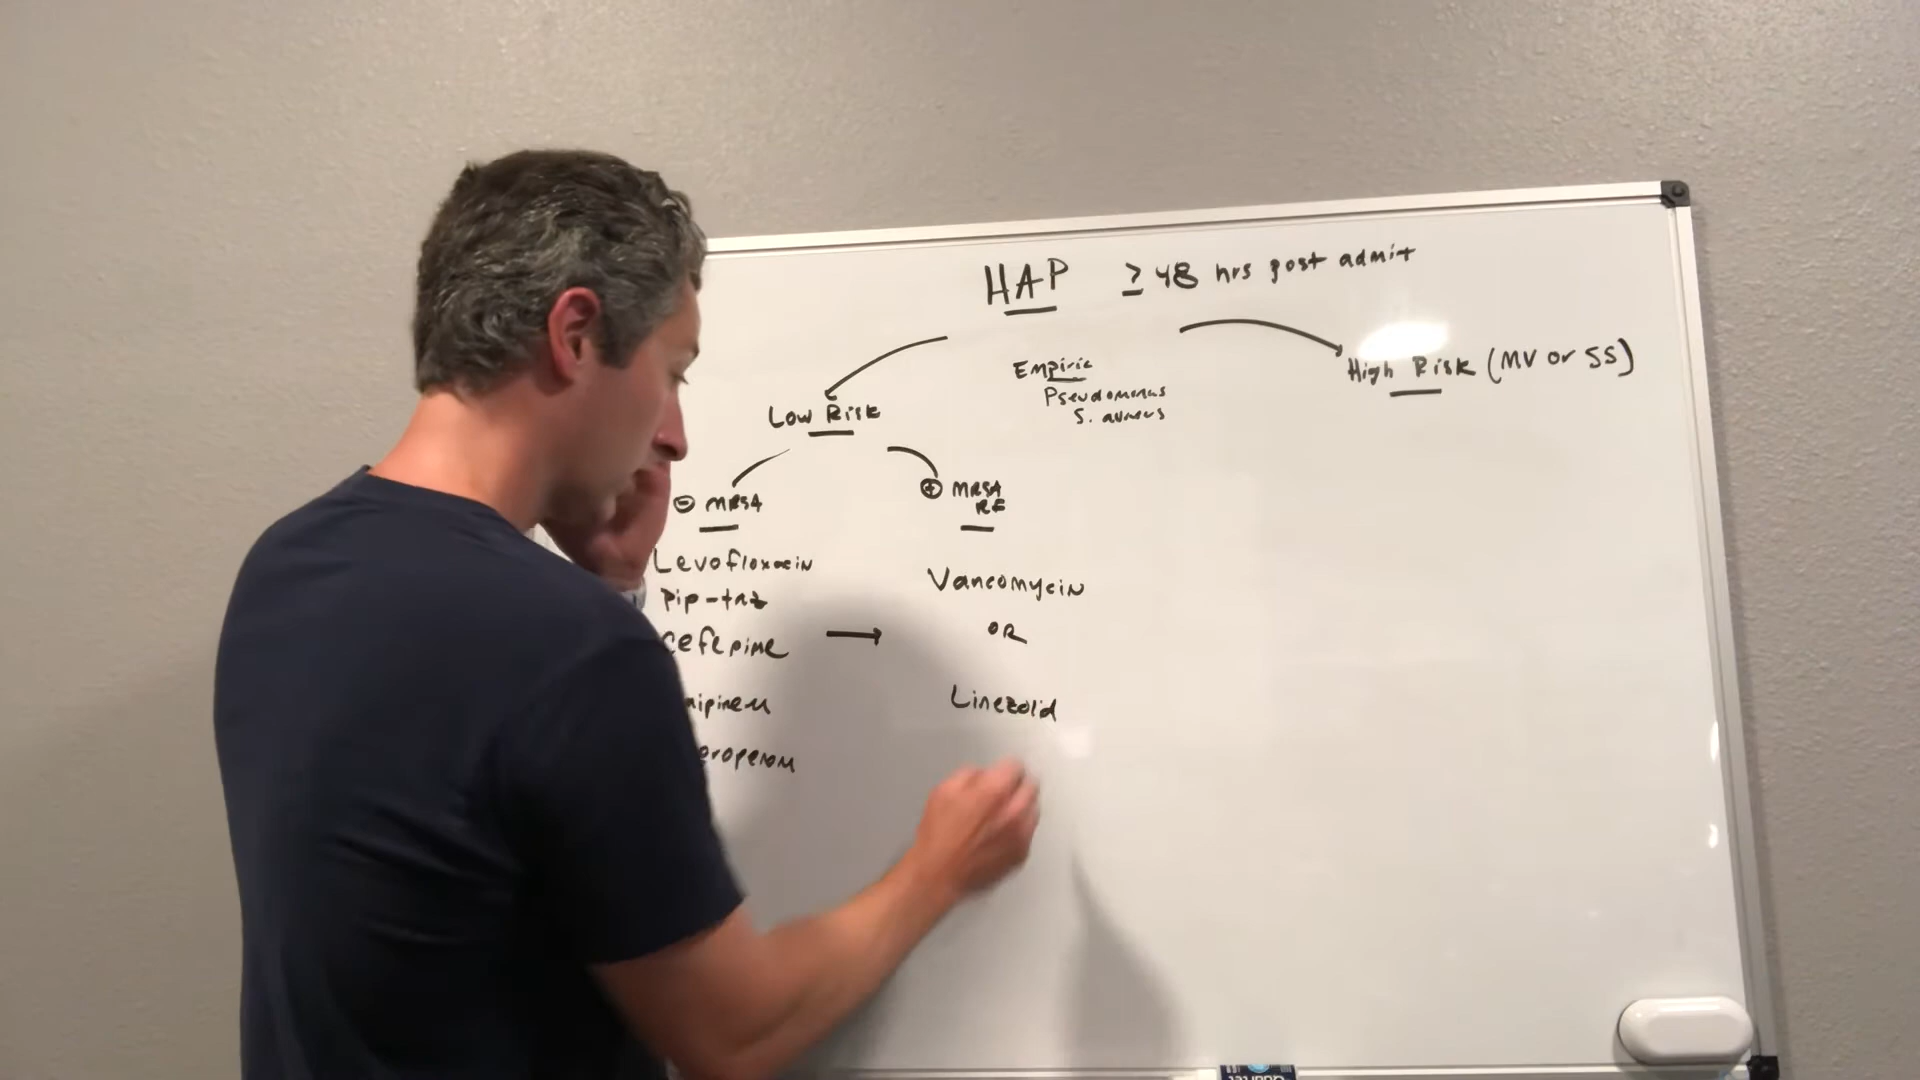 HAP ≥ 48 hrs post admit
Empiric
Pseudomonas
S. aureus
High Risk (MV or SS)
Low Risk
⊖ MRSA
⊕ MRSA
RF
Levofloxacin
Pip-taz
cefepime
Vancomycin
OR
Linezolid